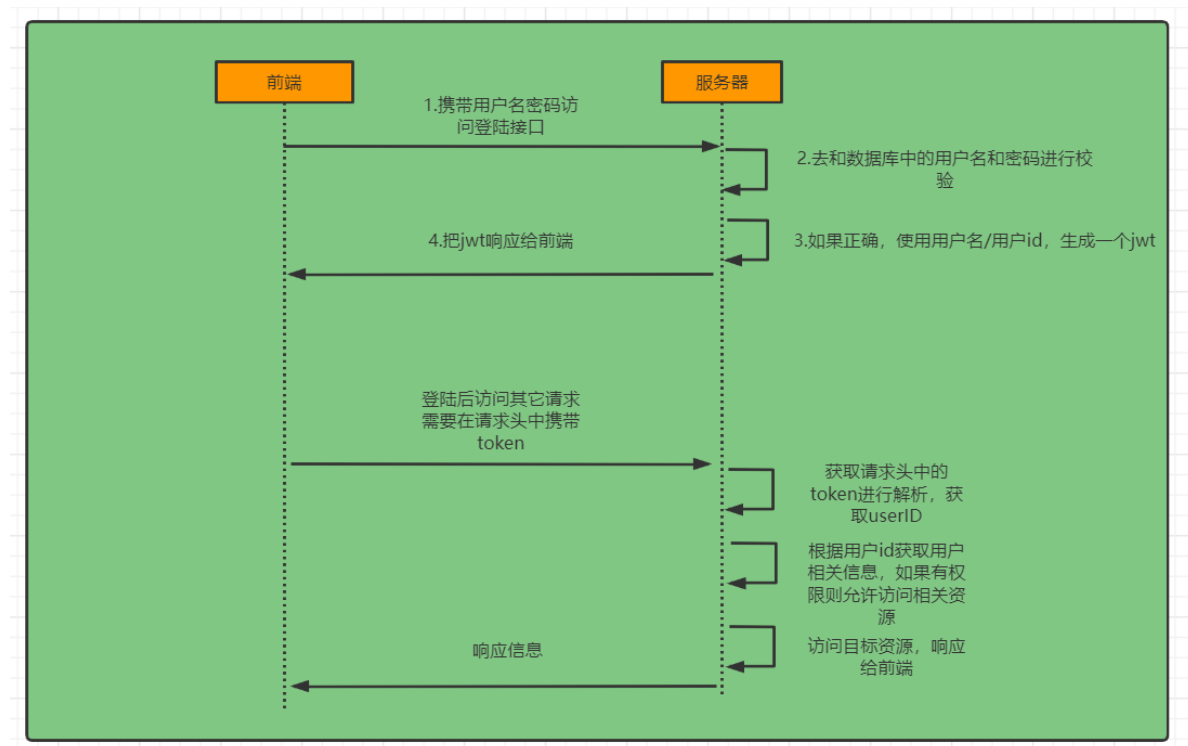 前端
服务器
1.携带用户名密码访
问登陆接口
2.去和数据库中的用户名和密码进行校
验
4.把jwt响应给前端
3.如果正确，使用用户名/用户id，生成一个jwt
登陆后访问其它请求
需要在请求头中携带
token
获取请求头中的
token进行解析，获
取userID
根据用户id获取用户
相关信息，如果有权
限则允许访问相关资
源
响应信息
访问目标资源，响应
给前端